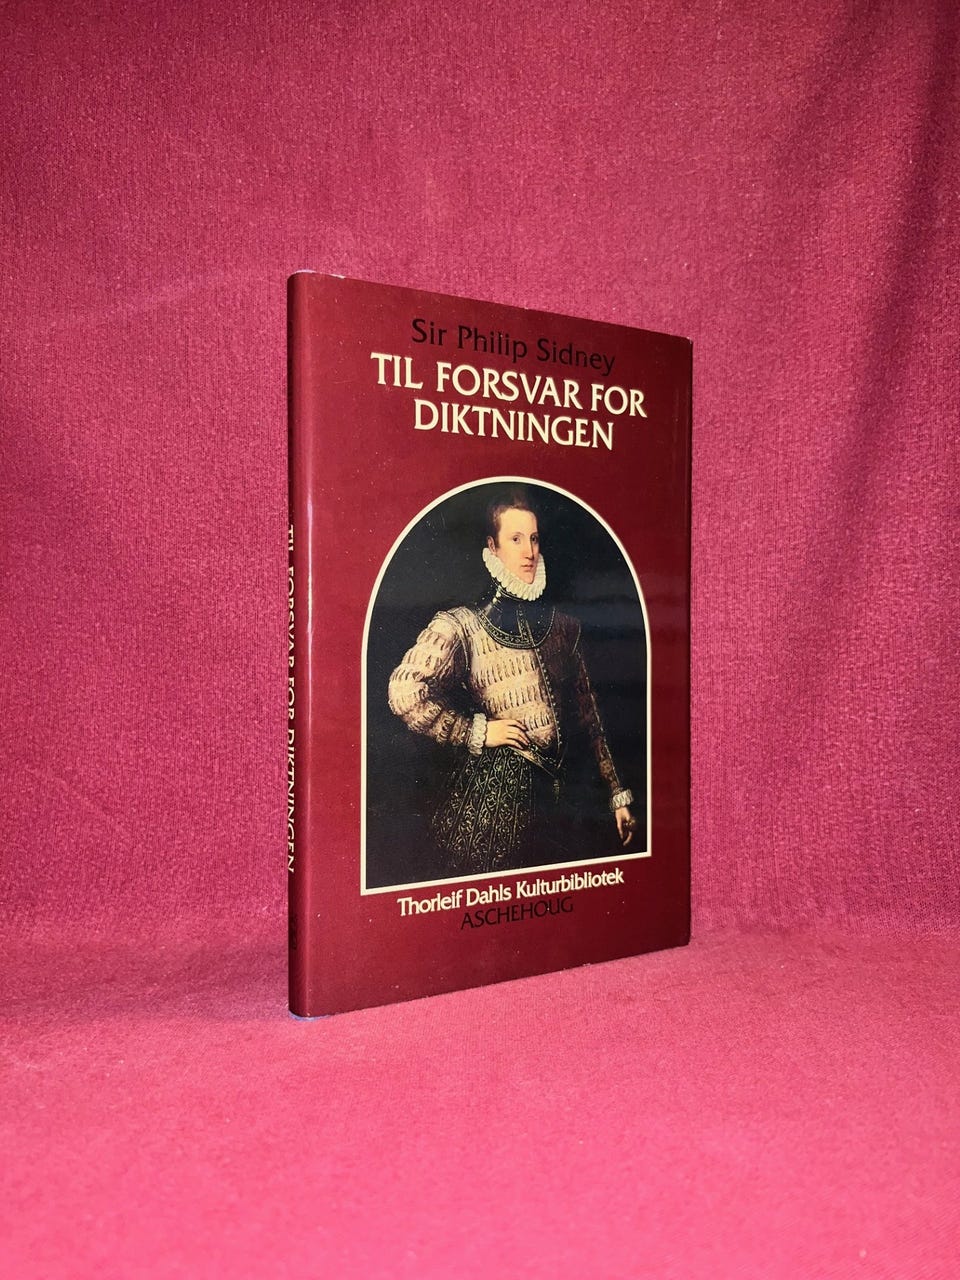 Sir Philip Sidney
TIL FORSVAR FOR
DIKTNINGEN
Thorleif Dahls Kulturbibliotek
ASCHEHOUG
TIL FORSVAR FOR DIKTNINGEN